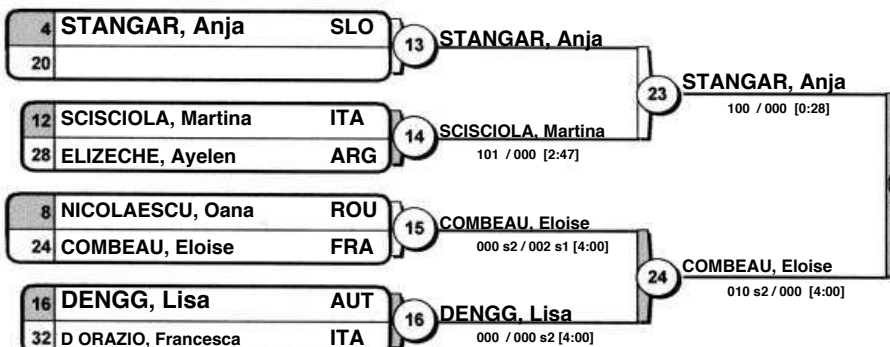 4 STANGAR, Anja SLO
20
13 STANGAR, Anja
12 SCISCIOLA, Martina ITA
28 ELIZECHE, Ayelen ARG
14 SCISCIOLA, Martina
101 / 000 [2:47]
23 STANGAR, Anja
100 / 000 [0:28]
8 NICOLAESCU, Oana ROU
24 COMBEAU, Eloise FRA
15 COMBEAU, Eloise
000 s2 / 002 s1 [4:00]
16 DENGG, Lisa AUT
32 D ORAZIO, Francesca ITA
16 DENGG, Lisa
000 / 000 s2 [4:00]
24 COMBEAU, Eloise
010 s2 / 000 [4:00]